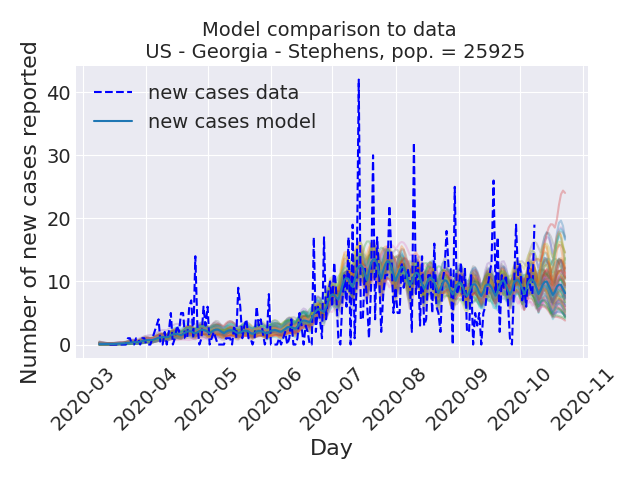 Model comparison to data
US - Georgia - Stephens, pop. = 25925
Number of new cases reported
40
30
20
10
0
new cases data
new cases model
2020-03
2020-04
2020-05
2020-06
2020-07
2020-08
2020-09
2020-10
2020-11
Day